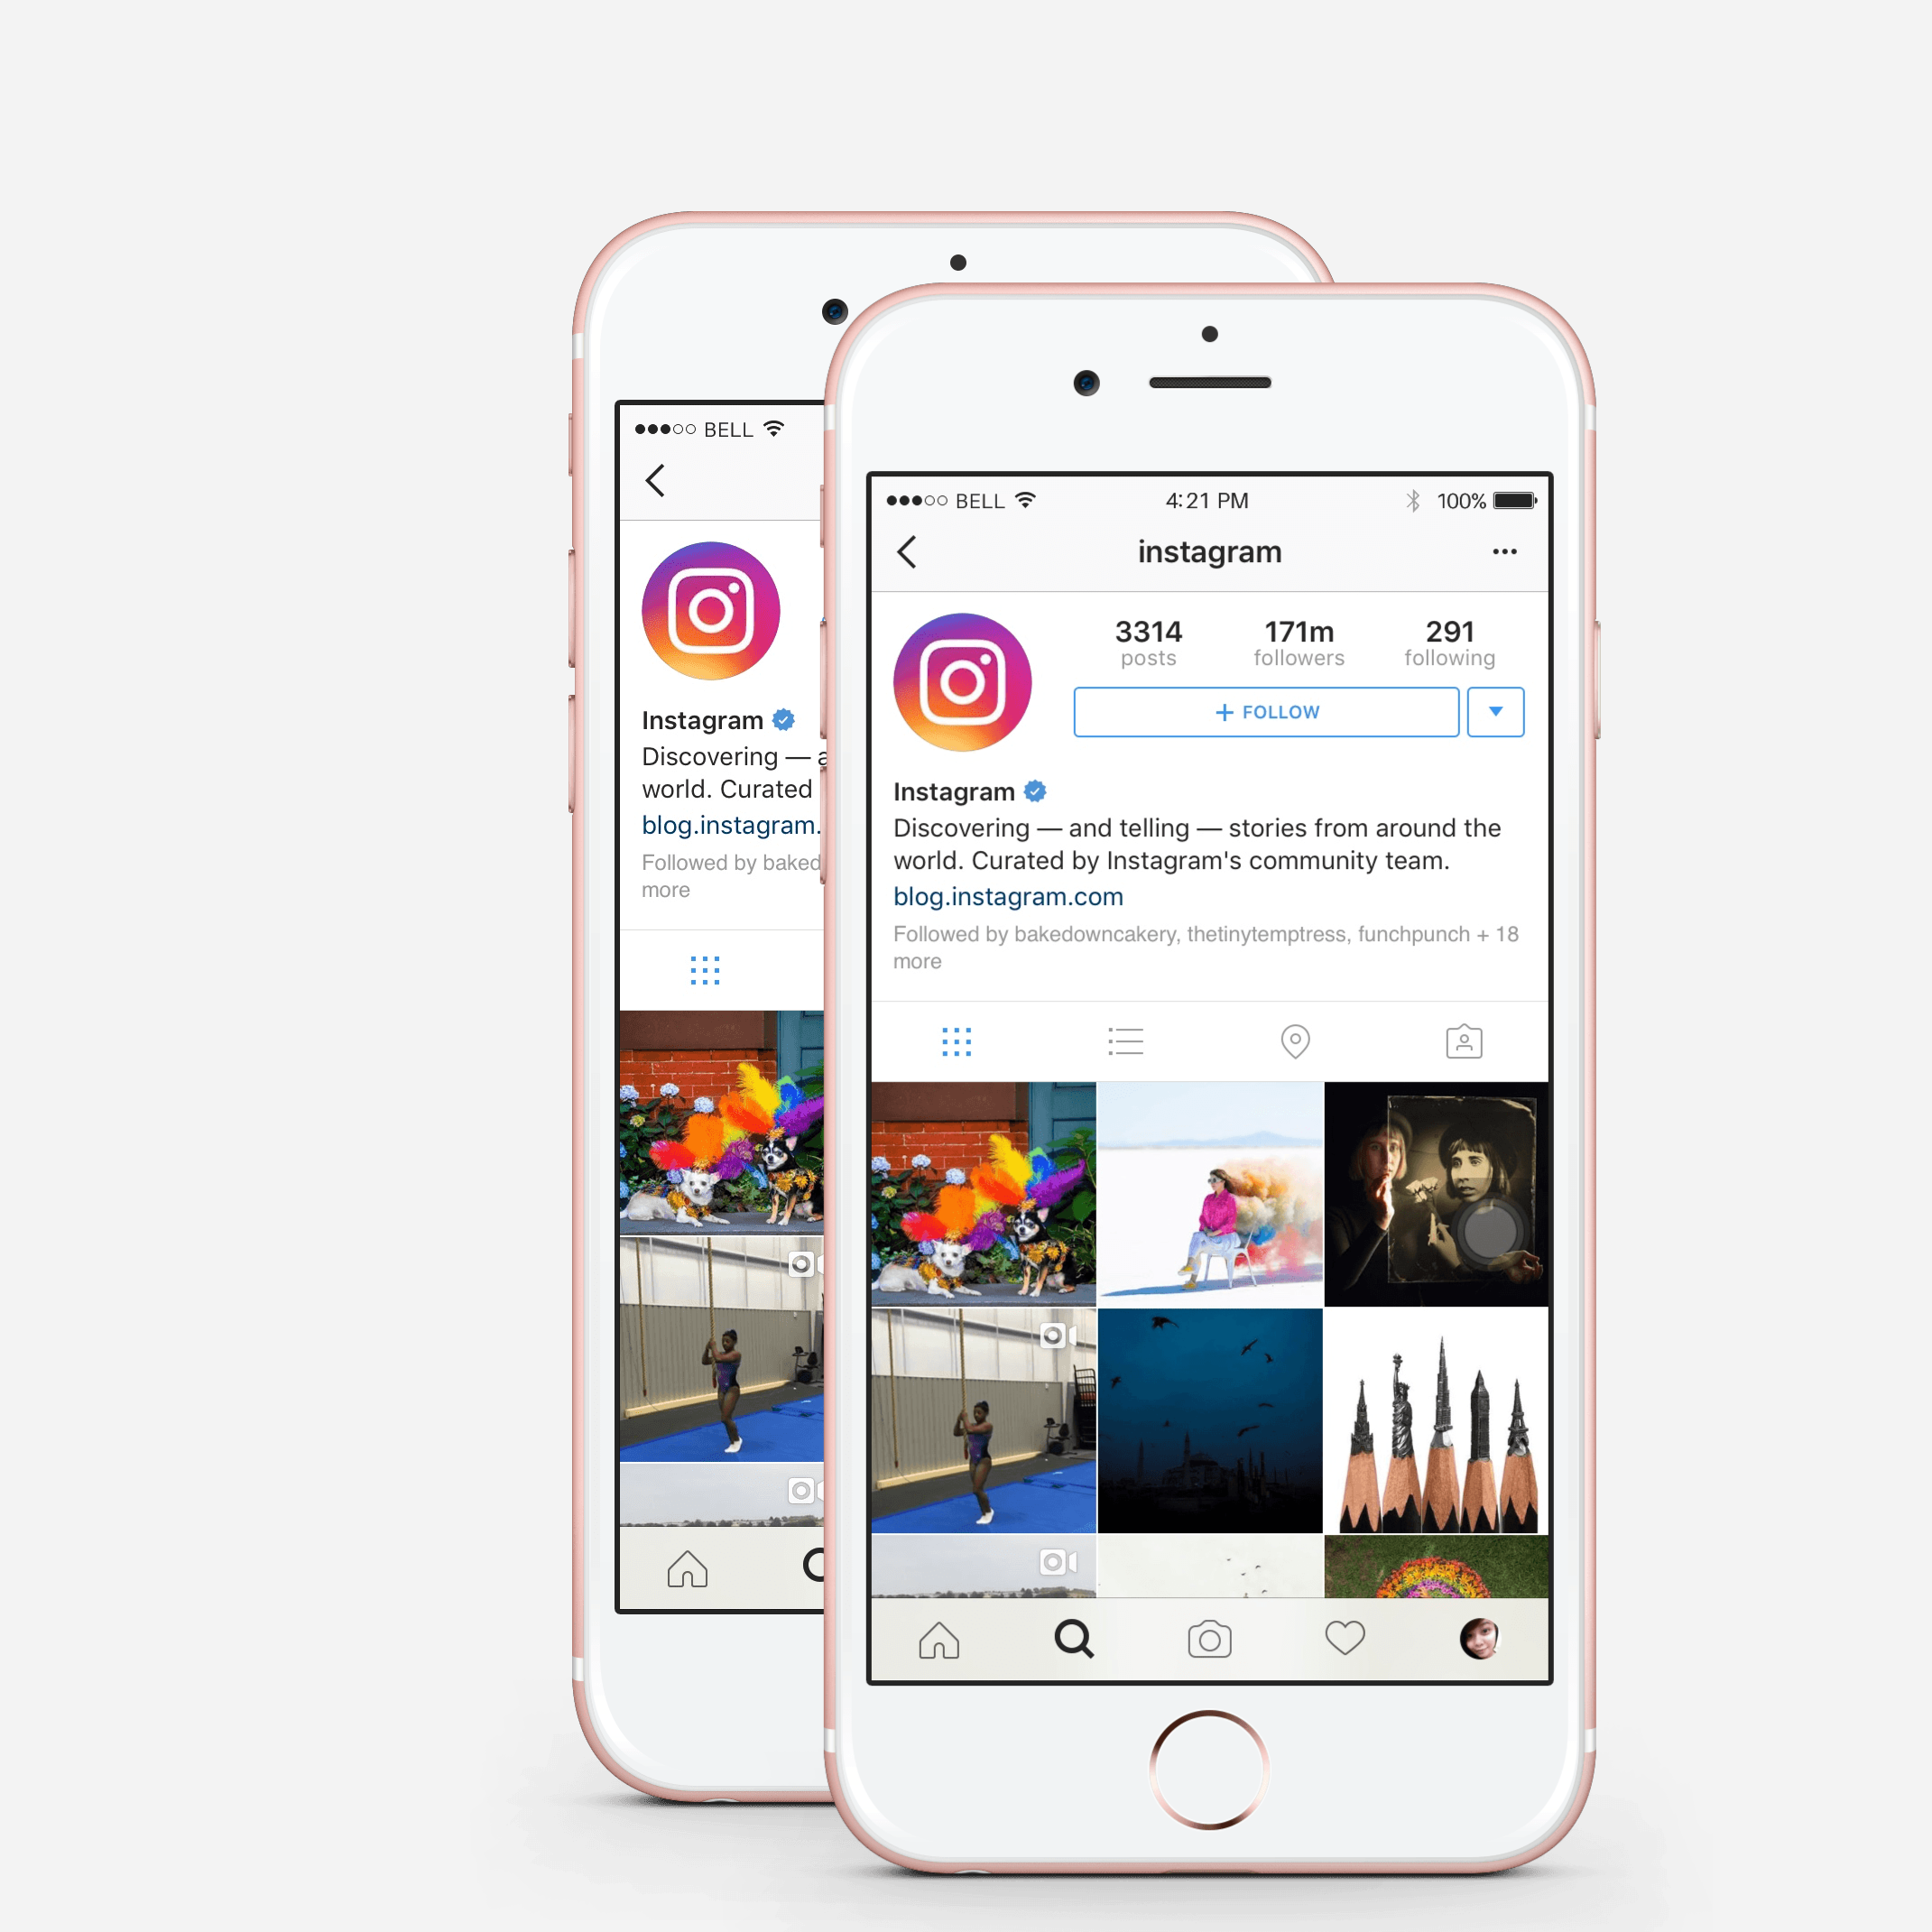 BELL
Instagram
Discovering — a
world. Curated
blog.instagram.
Followed by baked
more
BELL 4:21 PM 100%
instagram
3314 171m 291
posts followers following
+ FOLLOW
Instagram
Discovering — and telling — stories from around the
world. Curated by Instagram's community team.
blog.instagram.com
Followed by bakedowncakery, thetinytemptress, funchpunch + 18
more